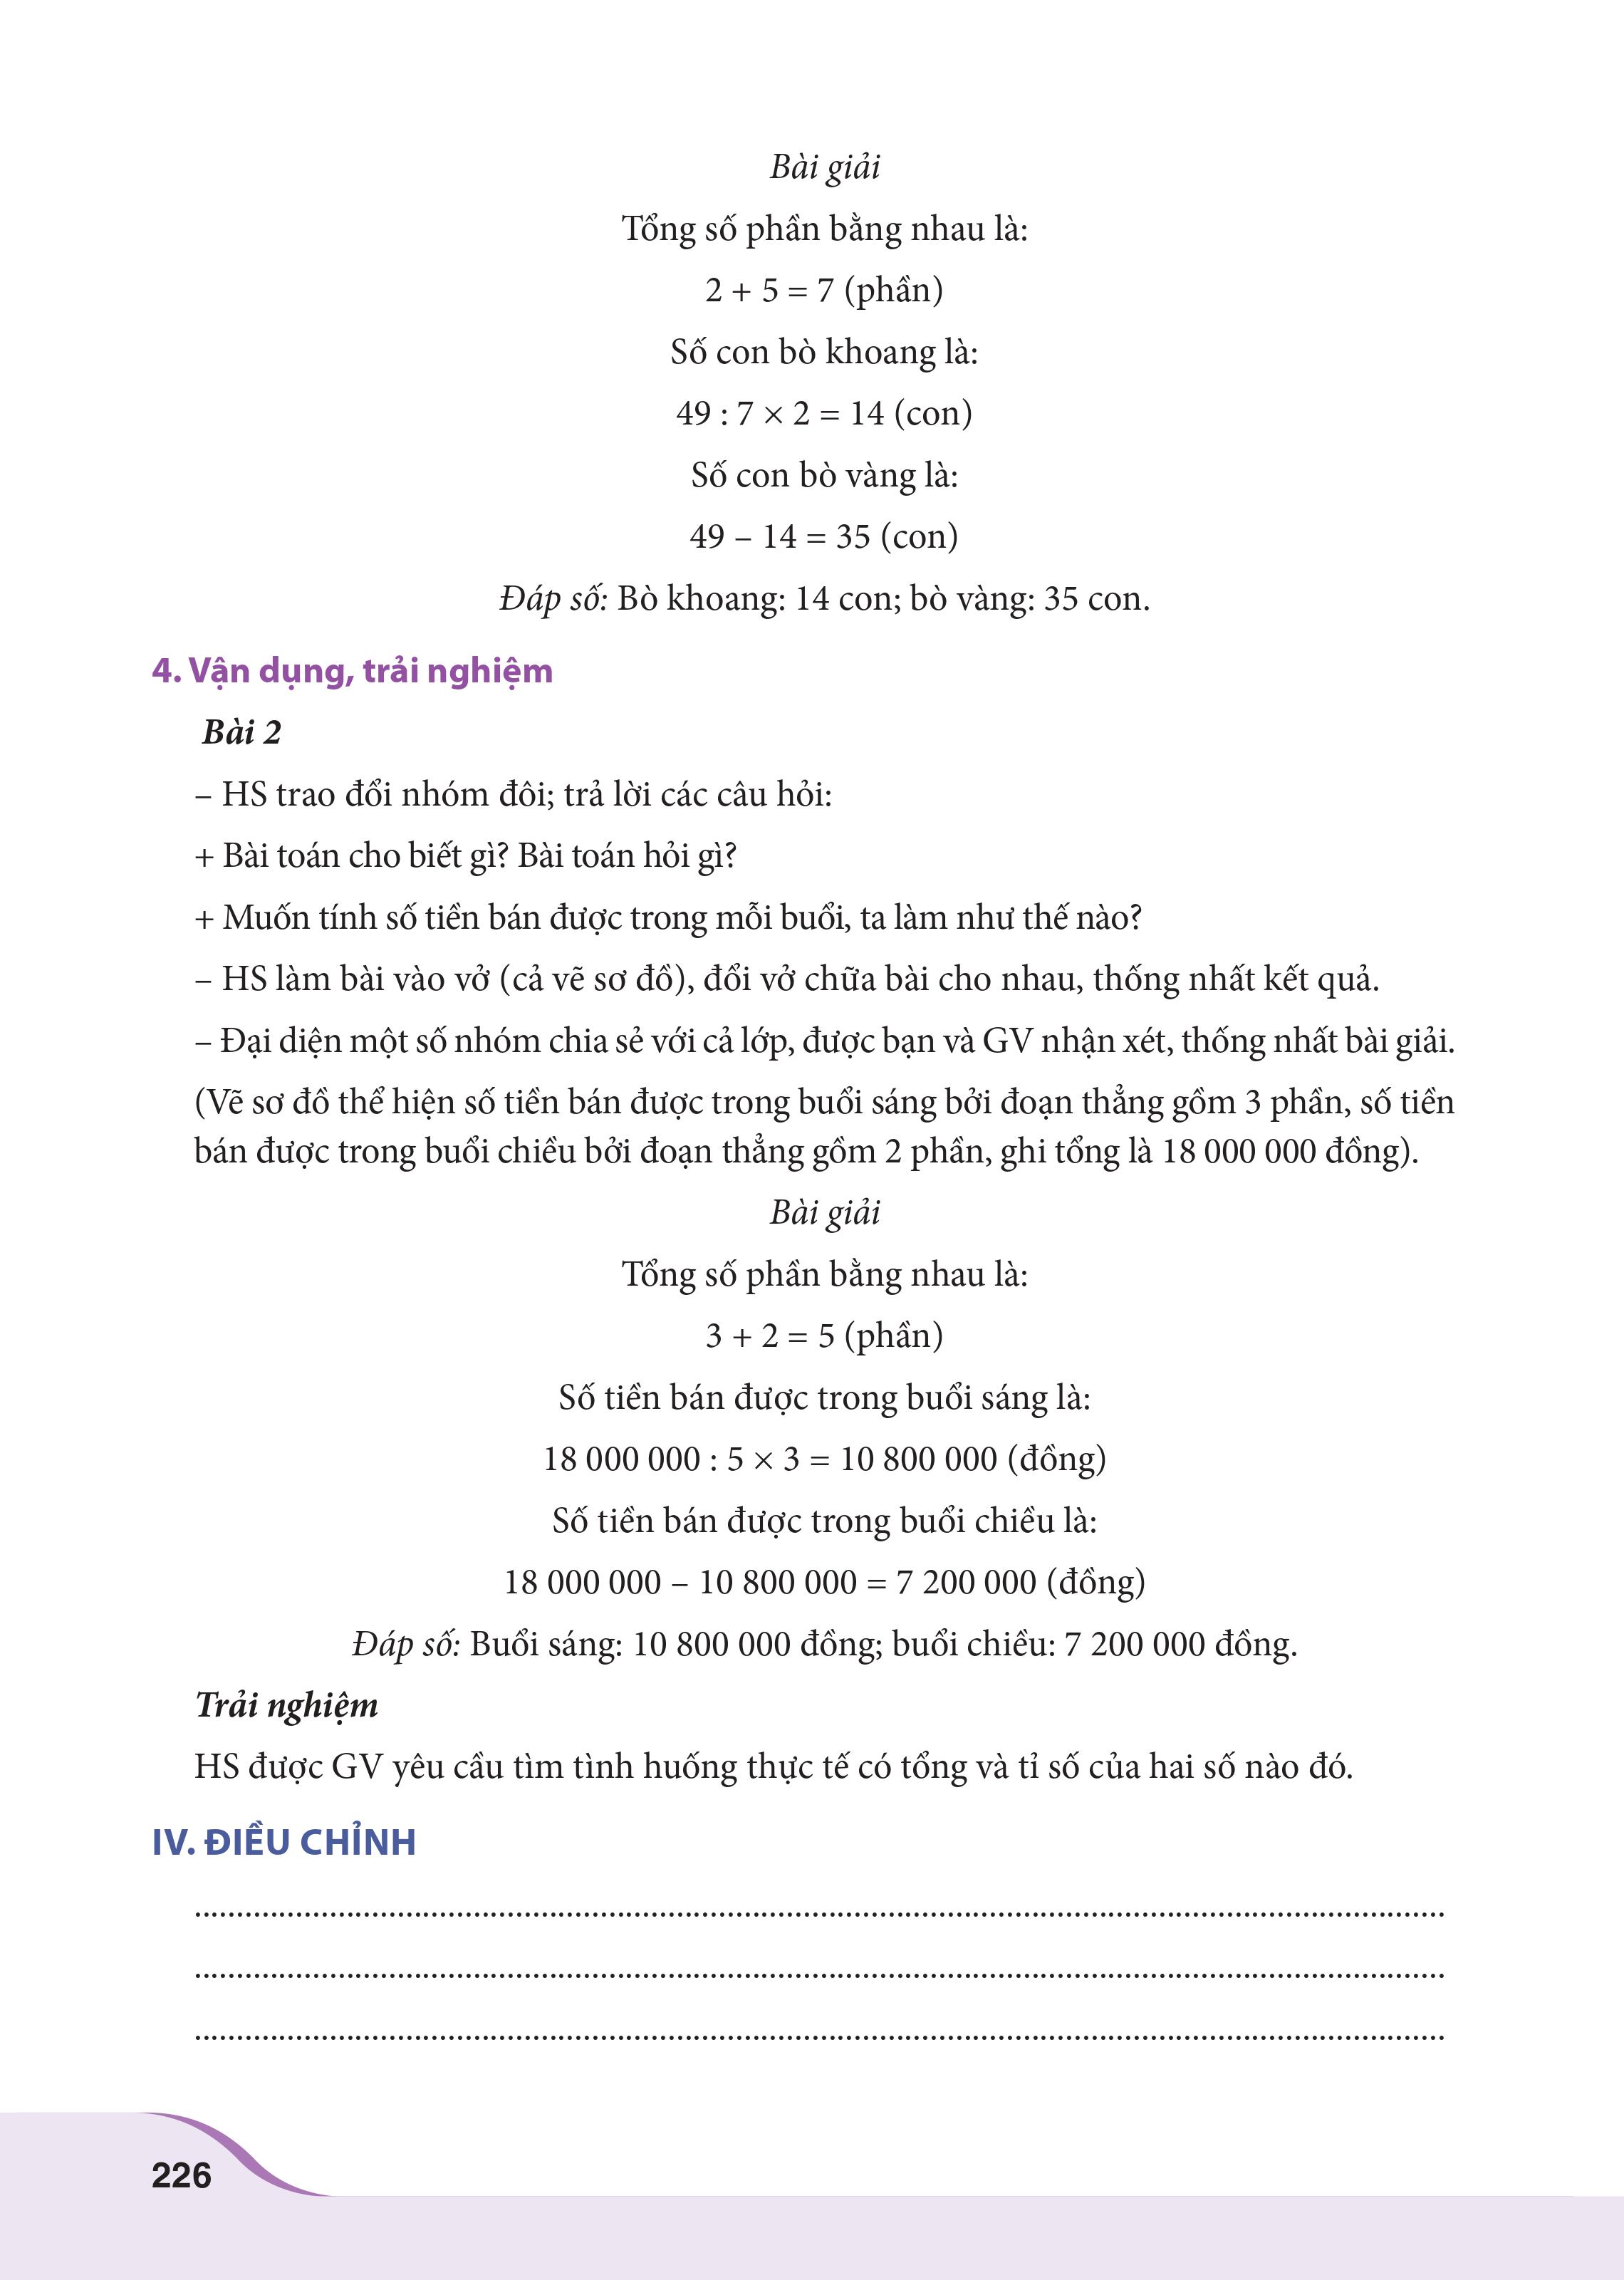 Bài giải
Tổng số phần bằng nhau là:
2 + 5 = 7 (phần)
Số con bò khoang là:
49 : 7 × 2 = 14 (con)
Số con bò vàng là:
49 – 14 = 35 (con)
Đáp số: Bò khoang: 14 con; bò vàng: 35 con.
4. Vận dụng, trải nghiệm
Bài 2
– HS trao đổi nhóm đôi; trả lời các câu hỏi:
+ Bài toán cho biết gì? Bài toán hỏi gì?
+ Muốn tính số tiền bán được trong mỗi buổi, ta làm như thế nào?
– HS làm bài vào vở (cả vẽ sơ đồ), đổi vở chữa bài cho nhau, thống nhất kết quả.
– Đại diện một số nhóm chia sẻ với cả lớp, được bạn và GV nhận xét, thống nhất bài giải.
(Vẽ sơ đồ thể hiện số tiền bán được trong buổi sáng bởi đoạn thẳng gồm 3 phần, số tiền
bán được trong buổi chiều bởi đoạn thẳng gồm 2 phần, ghi tổng là 18 000 000 đồng).
Bài giải
Tổng số phần bằng nhau là:
3 + 2 = 5 (phần)
Số tiền bán được trong buổi sáng là:
18 000 000 : 5 × 3 = 10 800 000 (đồng)
Số tiền bán được trong buổi chiều là:
18 000 000 – 10 800 000 = 7 200 000 (đồng)
Đáp số: Buổi sáng: 10 800 000 đồng; buổi chiều: 7 200 000 đồng.
Trải nghiệm
HS được GV yêu cầu tìm tình huống thực tế có tổng và tỉ số của hai số nào đó.
IV. ĐIỀU CHỈNH
226